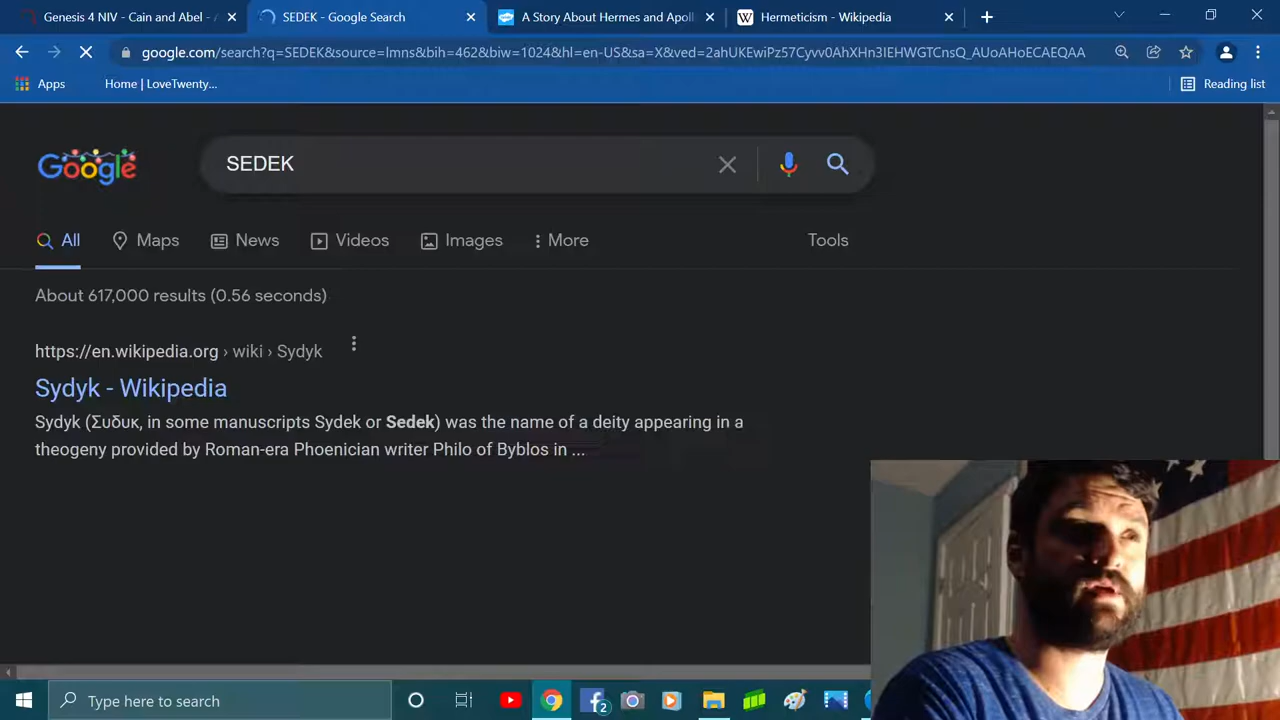 Genesis 4 NIV - Cain and Abel - A
SEDEK - Google Search
A Story About Hermes and Apoll
Hermeticism - Wikipedia
google.com/search?q=SEDEK&source=lmns&bih=462&biw=1024&hl=en-US&sa=X&ved=2ahUKEwiPz57Cyvv0AhXHn3IEHWGTCnsQ_AUoAHoECAEQAA
Apps
Home | LoveTwenty...
Reading list
Google
SEDEK
All
Maps
News
Videos
Images
More
Tools
About 617,000 results (0.56 seconds)
https://en.wikipedia.org › wiki › Sydyk
Sydyk - Wikipedia
Sydyk (Συδυκ, in some manuscripts Sydek or Sedek) was the name of a deity appearing in a
theogeny provided by Roman-era Phoenician writer Philo of Byblos in ...
Type here to search
2